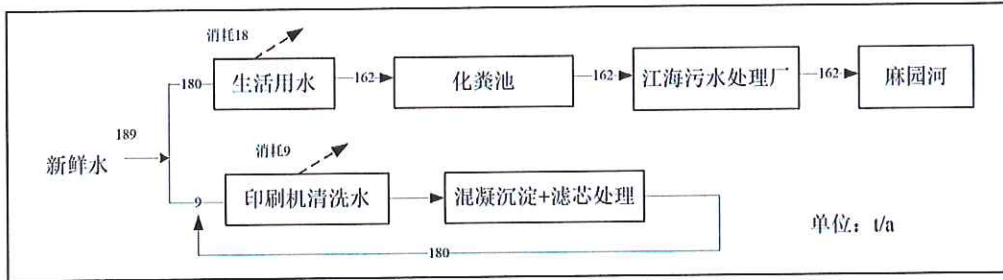 消耗18
180
生活用水
162
化粪池
162
江海污水处理厂
162
麻园河
189
新鲜水
消耗9
9
印刷机清洗水
混凝沉淀+滤芯处理
180
单位：t/a